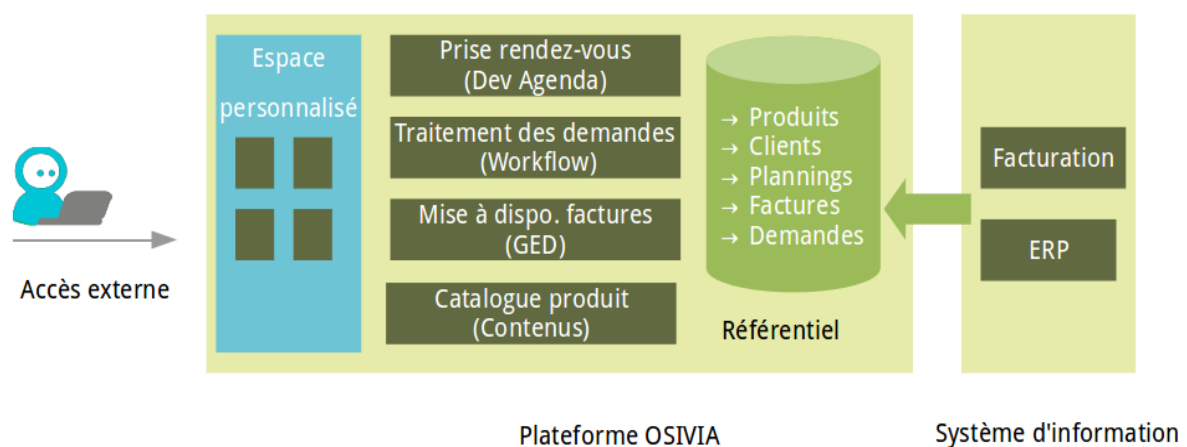 Espace
personnalisé
Prise rendez-vous
(Dev Agenda)
Traitement des demandes
(Workflow)
Mise à dispo. factures
(GED)
Catalogue produit
(Contenus)
→ Produits
→ Clients
→ Plannings
→ Factures
→ Demandes
Référentiel
Facturation
ERP
Accès externe
Plateforme OSIVIA
Système d'information